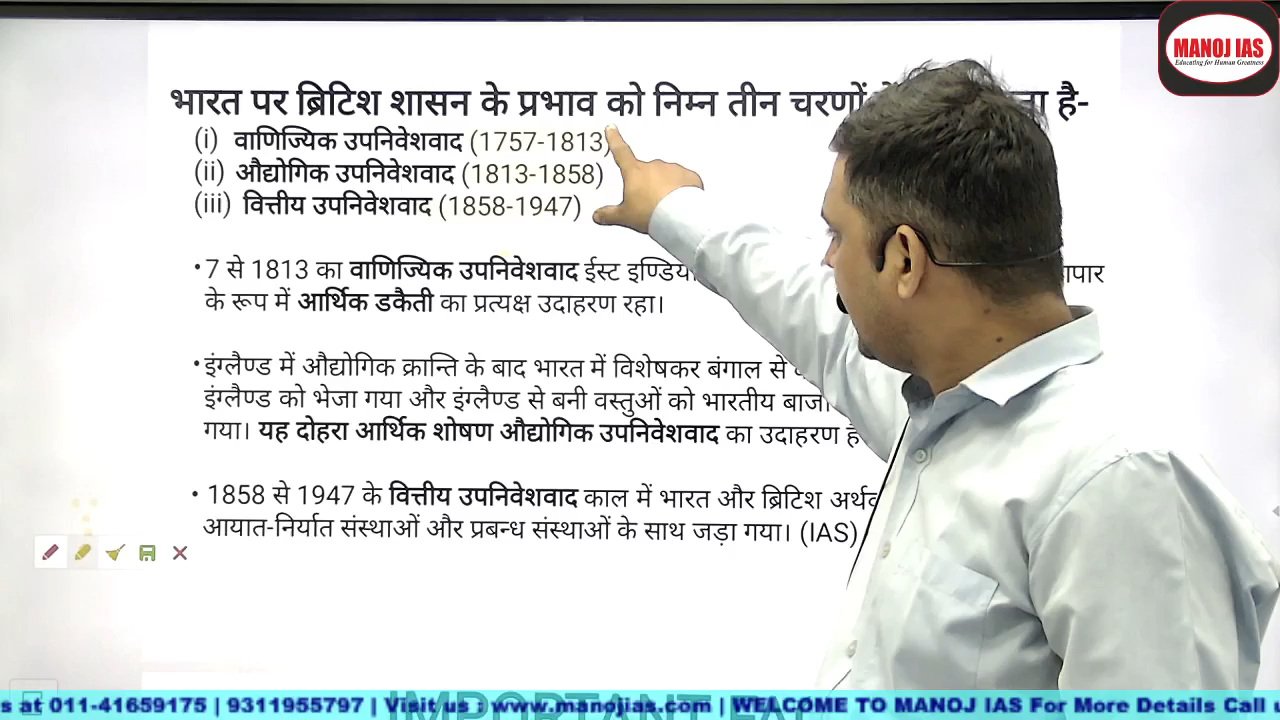 MANOJ IAS
Educating for Human Greatness
भारत पर ब्रिटिश शासन के प्रभाव को निम्न तीन चरणों है-
(i) वाणिज्यिक उपनिवेशवाद (1757-1813)
(ii) औद्योगिक उपनिवेशवाद (1813-1858)
(iii) वित्तीय उपनिवेशवाद (1858-1947)
•7 से 1813 का वाणिज्यिक उपनिवेशवाद ईस्ट
के रूप में आर्थिक डकैती का प्रत्यक्ष उदाहरण रहा।
•इंग्लैण्ड में औद्योगिक क्रान्ति के बाद भारत में विशेषकर बंगाल से
इंग्लैण्ड को भेजा गया और इंग्लैण्ड से बनी वस्तुओं को भारतीय
गया। यह दोहरा आर्थिक शोषण औद्योगिक उपनिवेशवाद का उदाहरण
• 1858 से 1947 के वित्तीय उपनिवेशवाद काल में भारत और ब्रिटिश
आयात-निर्यात संस्थाओं और प्रबन्ध संस्थाओं के साथ जड़ा गया। (IAS)
s at 011-41659175 | 9311955797 | Visit us : www.manojias.com | WELCOME TO MANOJ IAS For More Details Call